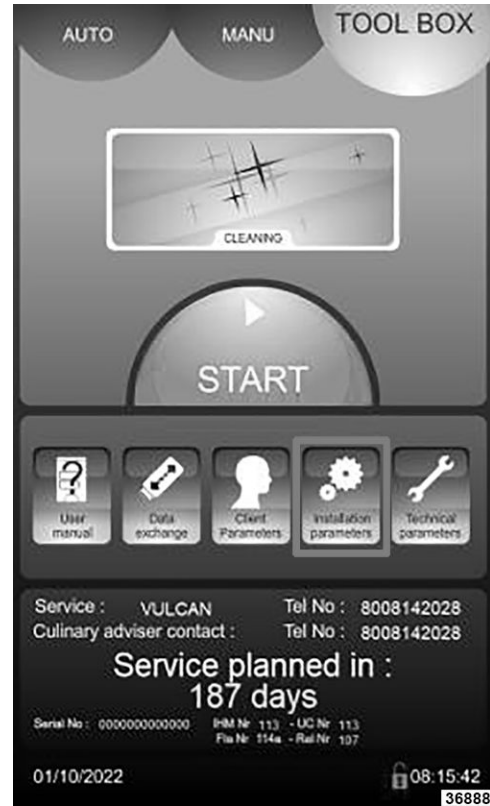 AUTO MANU TOOL BOX
CLEANING
START
User manual
Data exchange
Client Parameters
Installation parameters
Technical parameters
Service : VULCAN Tel No : 8008142028
Culinary adviser contact : Tel No : 8008142028
Service planned in :
187 days
Serial No : 0000000000000 IHM Nr 113 - UC Nr 113
Fla Nr 114a - Ral Nr 107
01/10/2022 08:15:42
36888